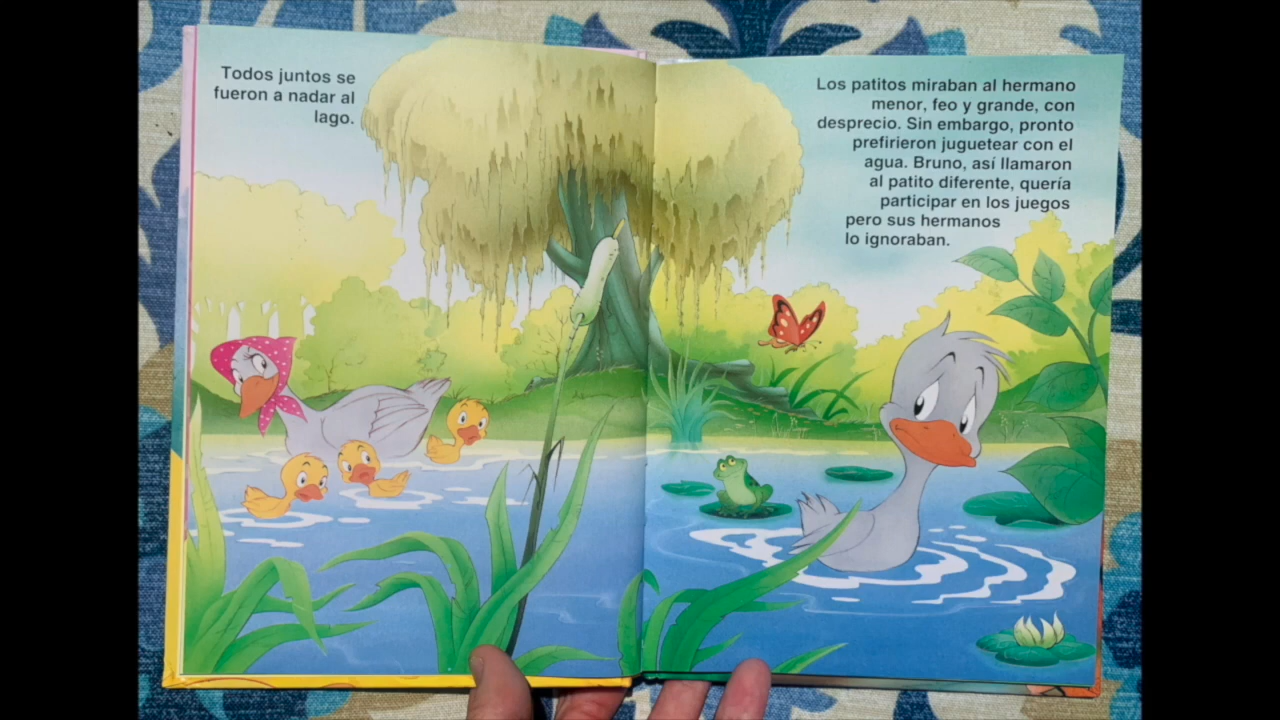 Todos juntos se
fueron a nadar al
lago.
Los patitos miraban al hermano
menor, feo y grande, con
desprecio. Sin embargo, pronto
prefirieron juguetear con el
agua. Bruno, así llamaron
al patito diferente, quería
participar en los juegos
pero sus hermanos
lo ignoraban.